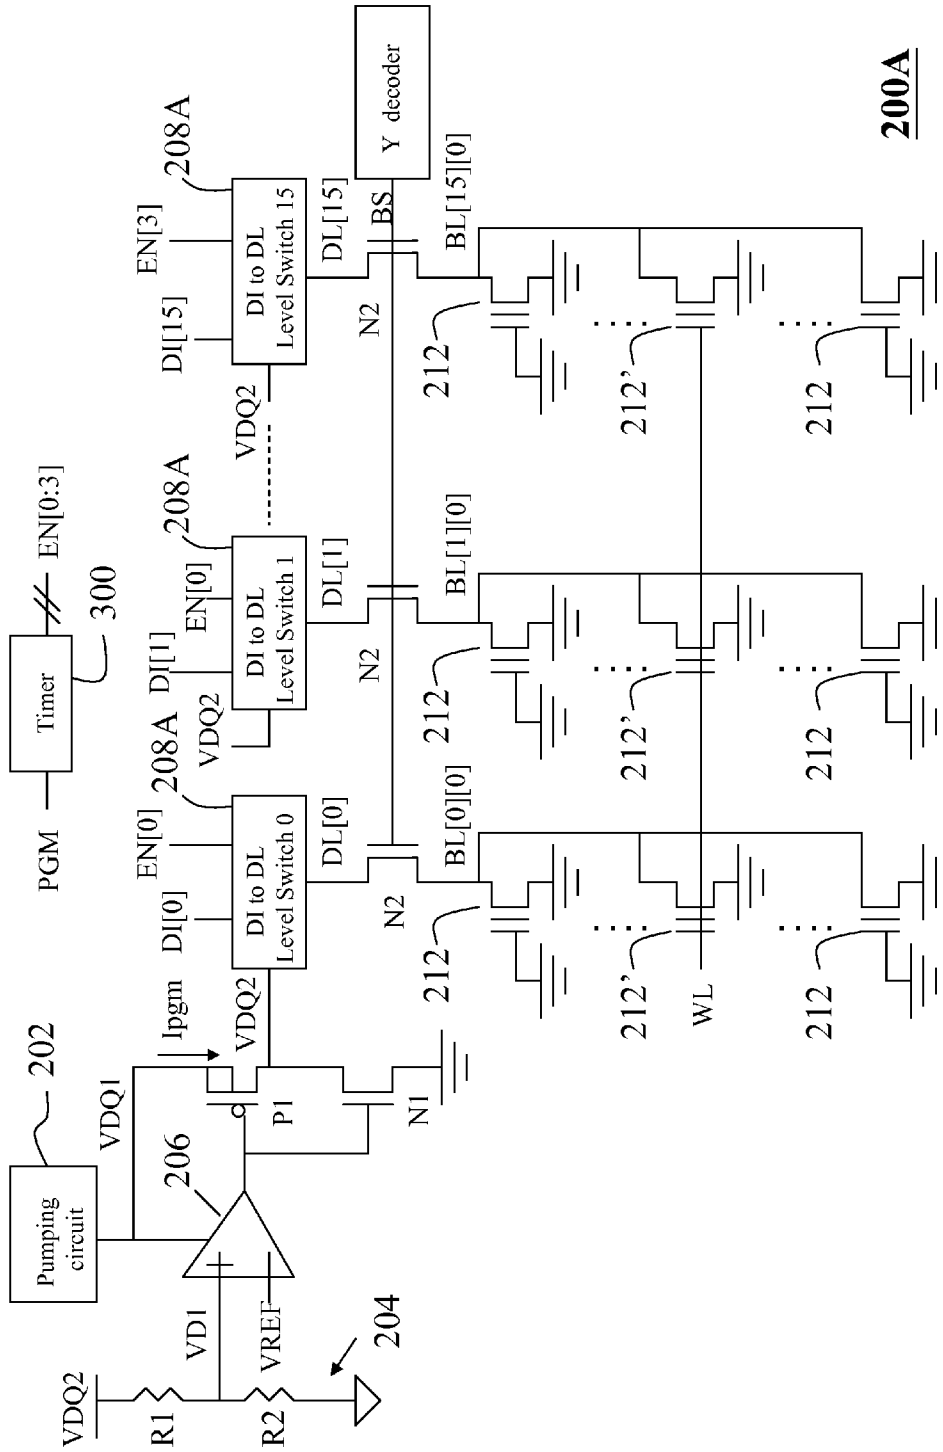 PGM
Timer
EN[0:3]
300
Pumping
circuit
202
VDQ1
Ipgm
VDQ2
R1
R2
204
VD1
VREF
206
P1
N1
VDQ2
DI[0]
EN[0]
208A
DI to DL
Level Switch 0
DL[0]
VDQ2
DI[1]
EN[0]
208A
DI to DL
Level Switch 1
DL[1]
VDQ2
DI[15]
EN[3]
208A
DI to DL
Level Switch 15
DL[15]
Y decoder
BS
N2
N2
N2
BL[0][0]
BL[1][0]
BL[15][0]
212
212
212
WL
212'
212'
212'
212
212
212
200A